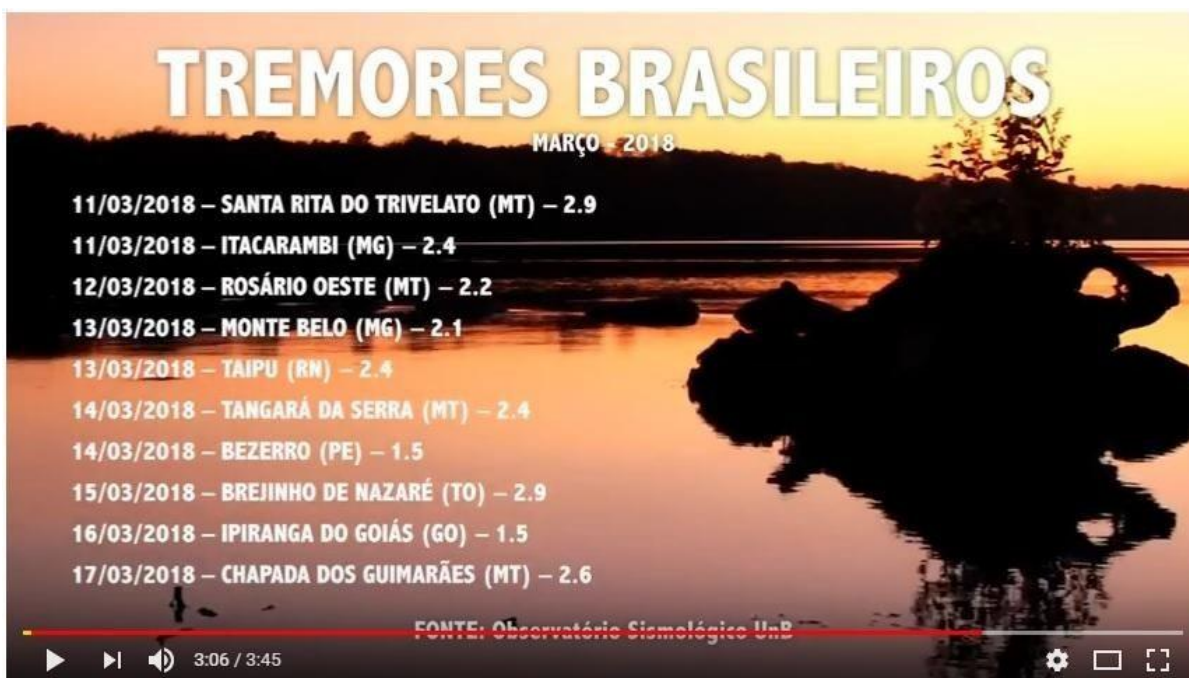 TREMORES BRASILEIROS
MARÇO - 2018
11/03/2018 – SANTA RITA DO TRIVELATO (MT) – 2.9
11/03/2018 – ITACARAMBI (MG) – 2.4
12/03/2018 – ROSÁRIO OESTE (MT) – 2.2
13/03/2018 – MONTE BELO (MG) – 2.1
13/03/2018 – TAIPU (RN) – 2.4
14/03/2018 – TANGARÁ DA SERRA (MT) – 2.4
14/03/2018 – BEZERRO (PE) – 1.5
15/03/2018 – BREJINHO DE NAZARÉ (TO) – 2.9
16/03/2018 – IPIRANGA DO GOIÁS (GO) – 1.5
17/03/2018 – CHAPADA DOS GUIMARÃES (MT) – 2.6
FONTE: Observatório Sismológico UnB
3:06 / 3:45